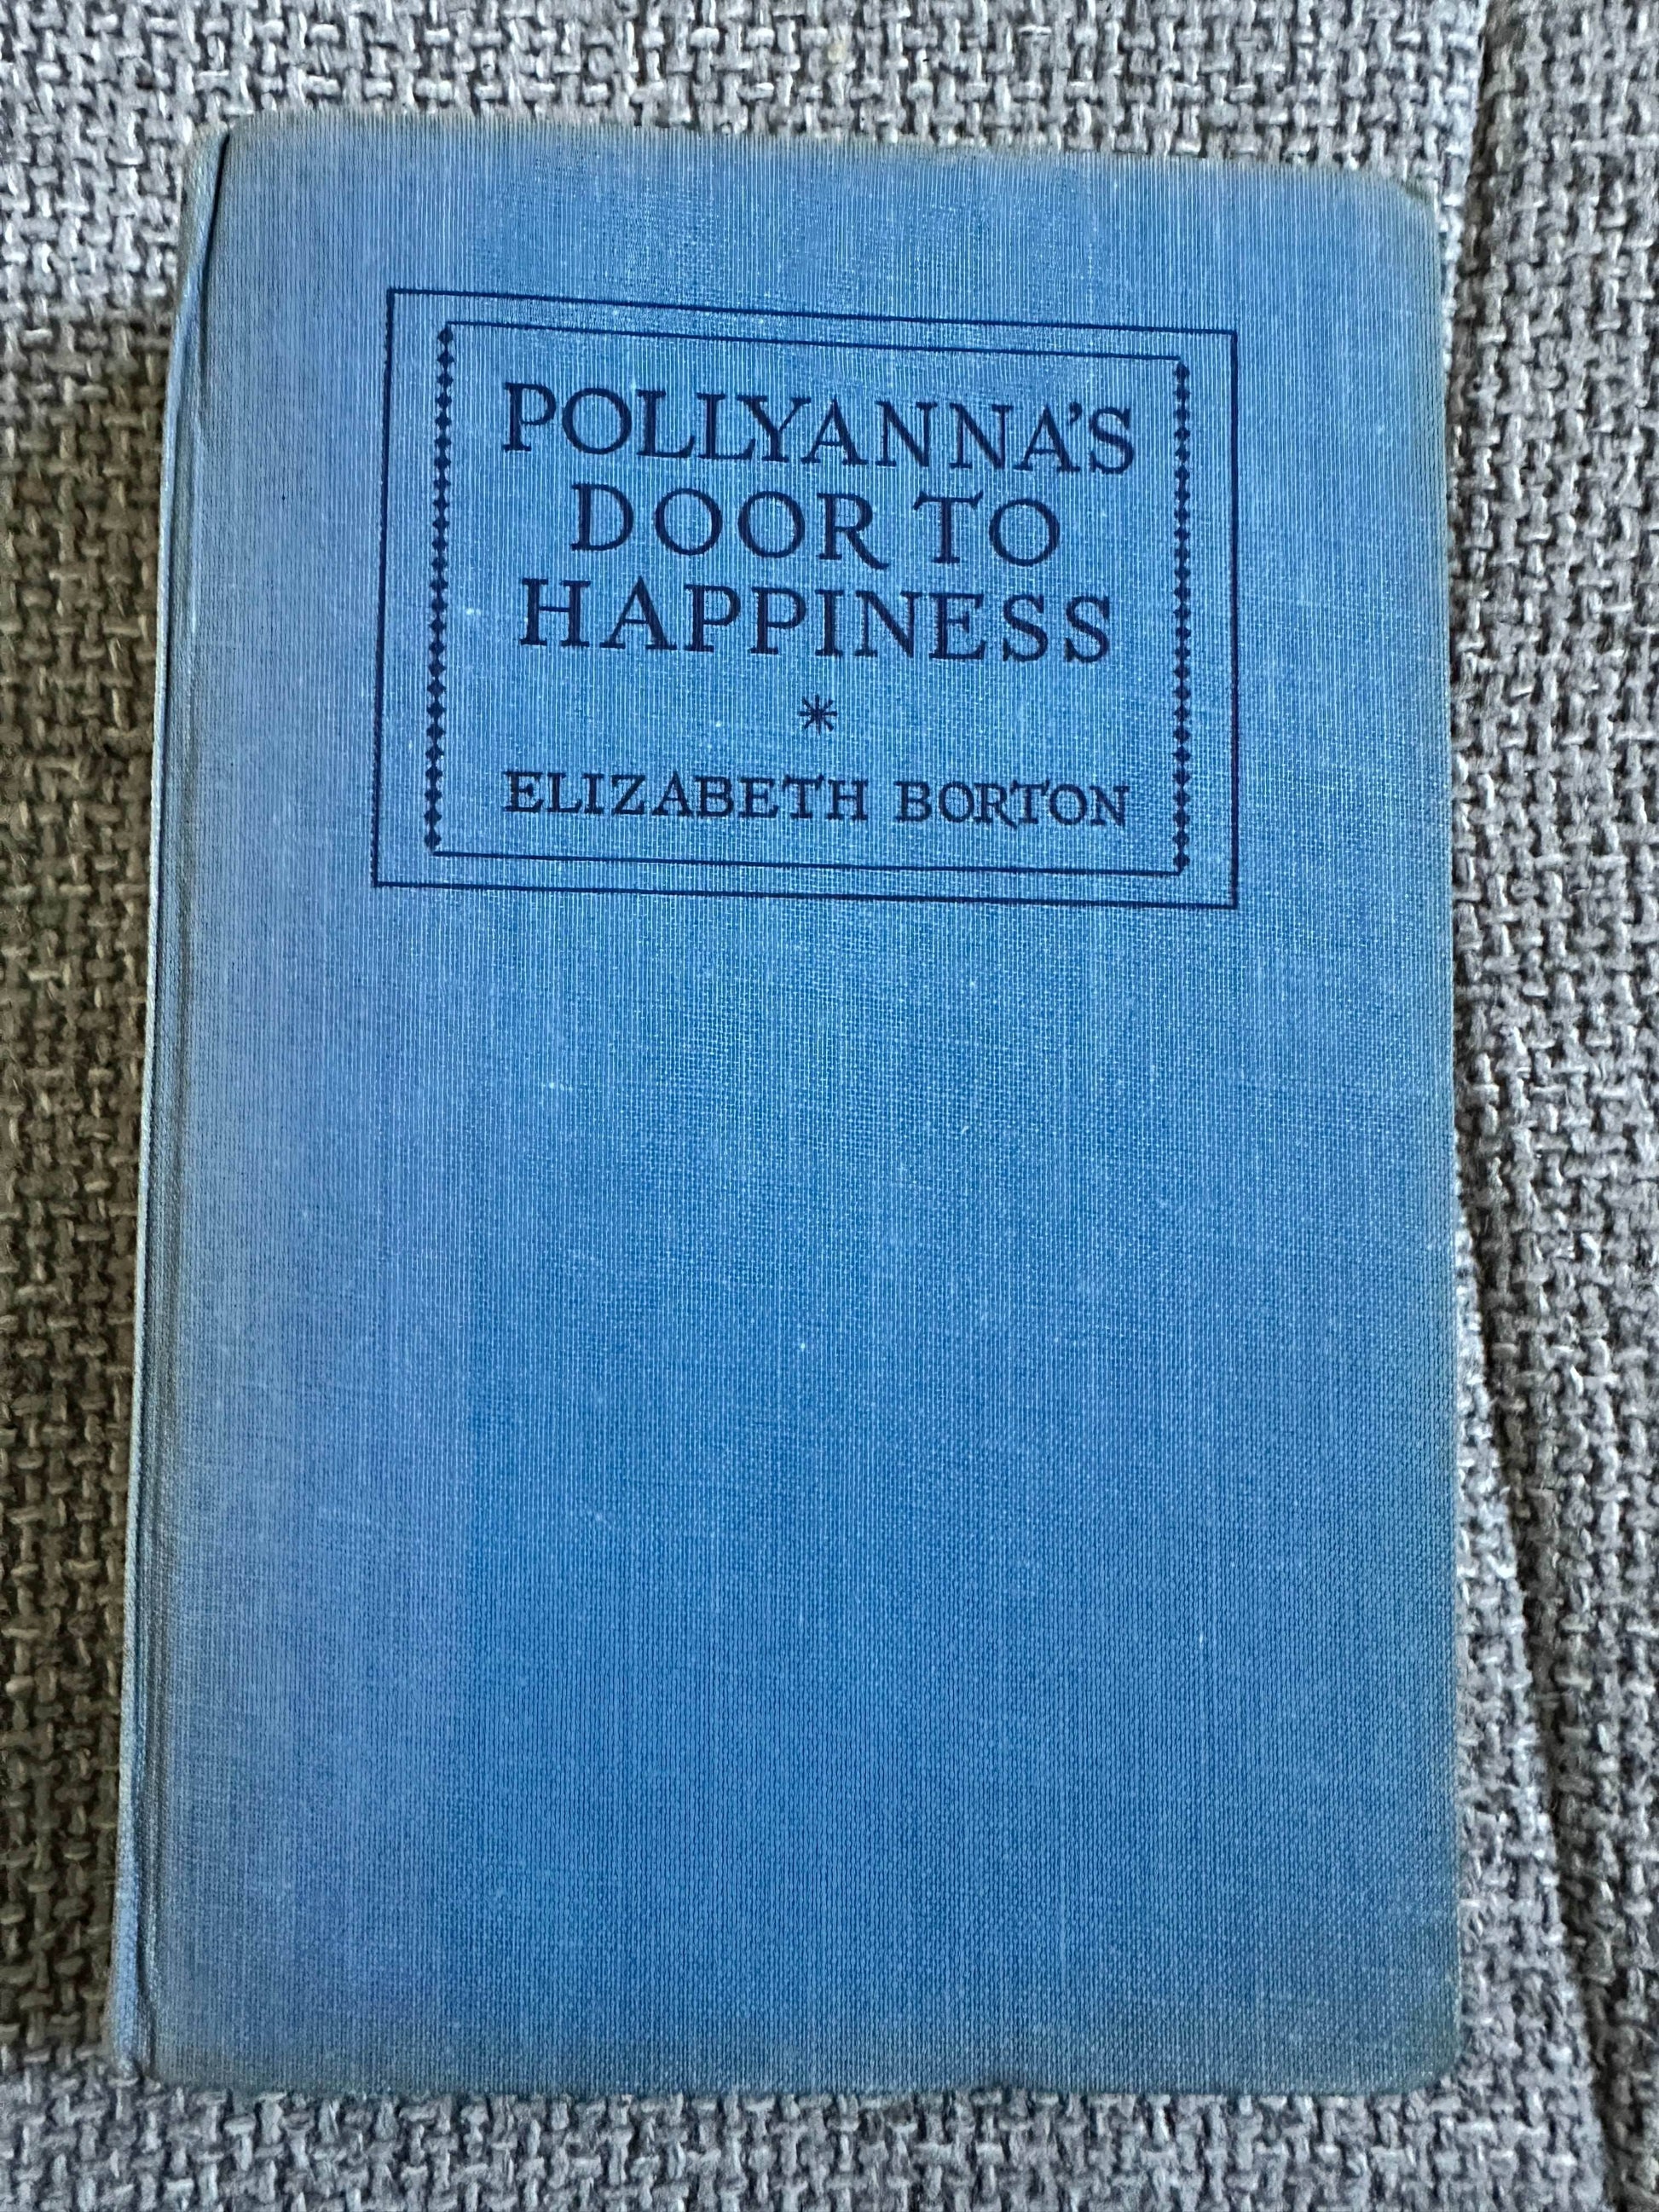 POLLYANNA'S
DOOR TO
HAPPINESS
*
ELIZABETH BORTON